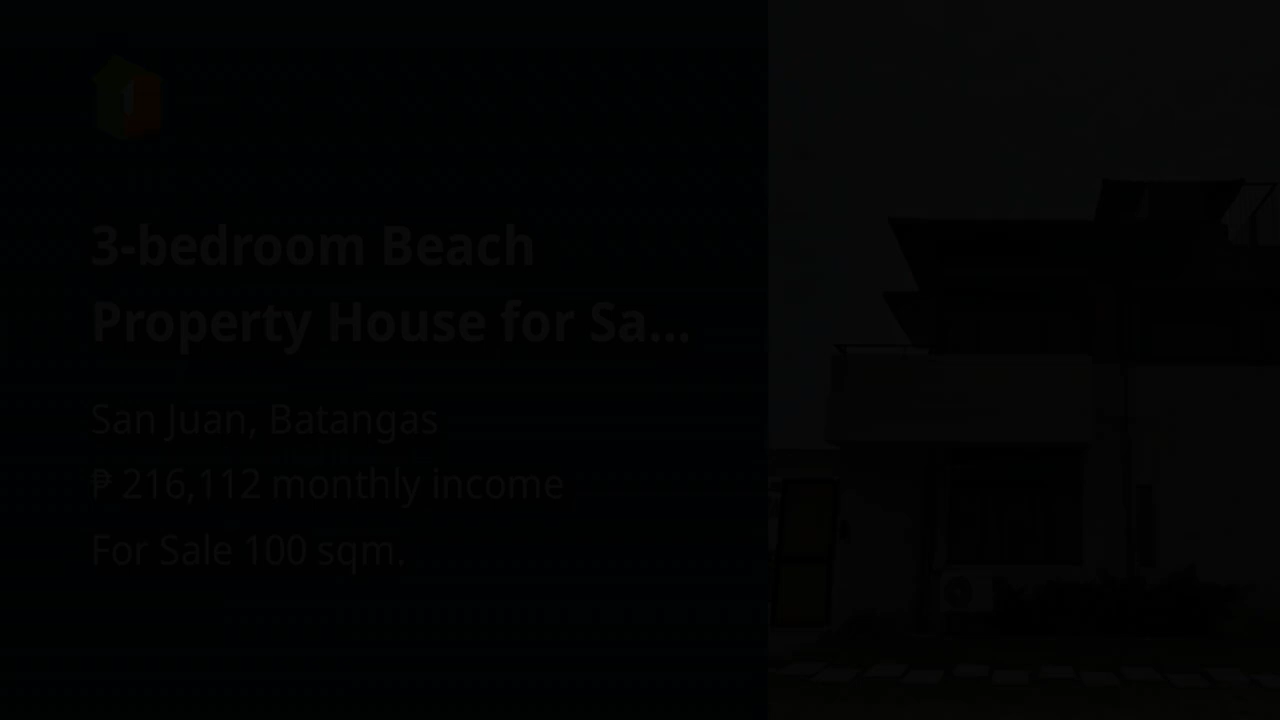 3-bedroom Beach
Property House for Sa...
San Juan, Batangas
₱ 216,112 monthly income
For Sale 100 sqm.